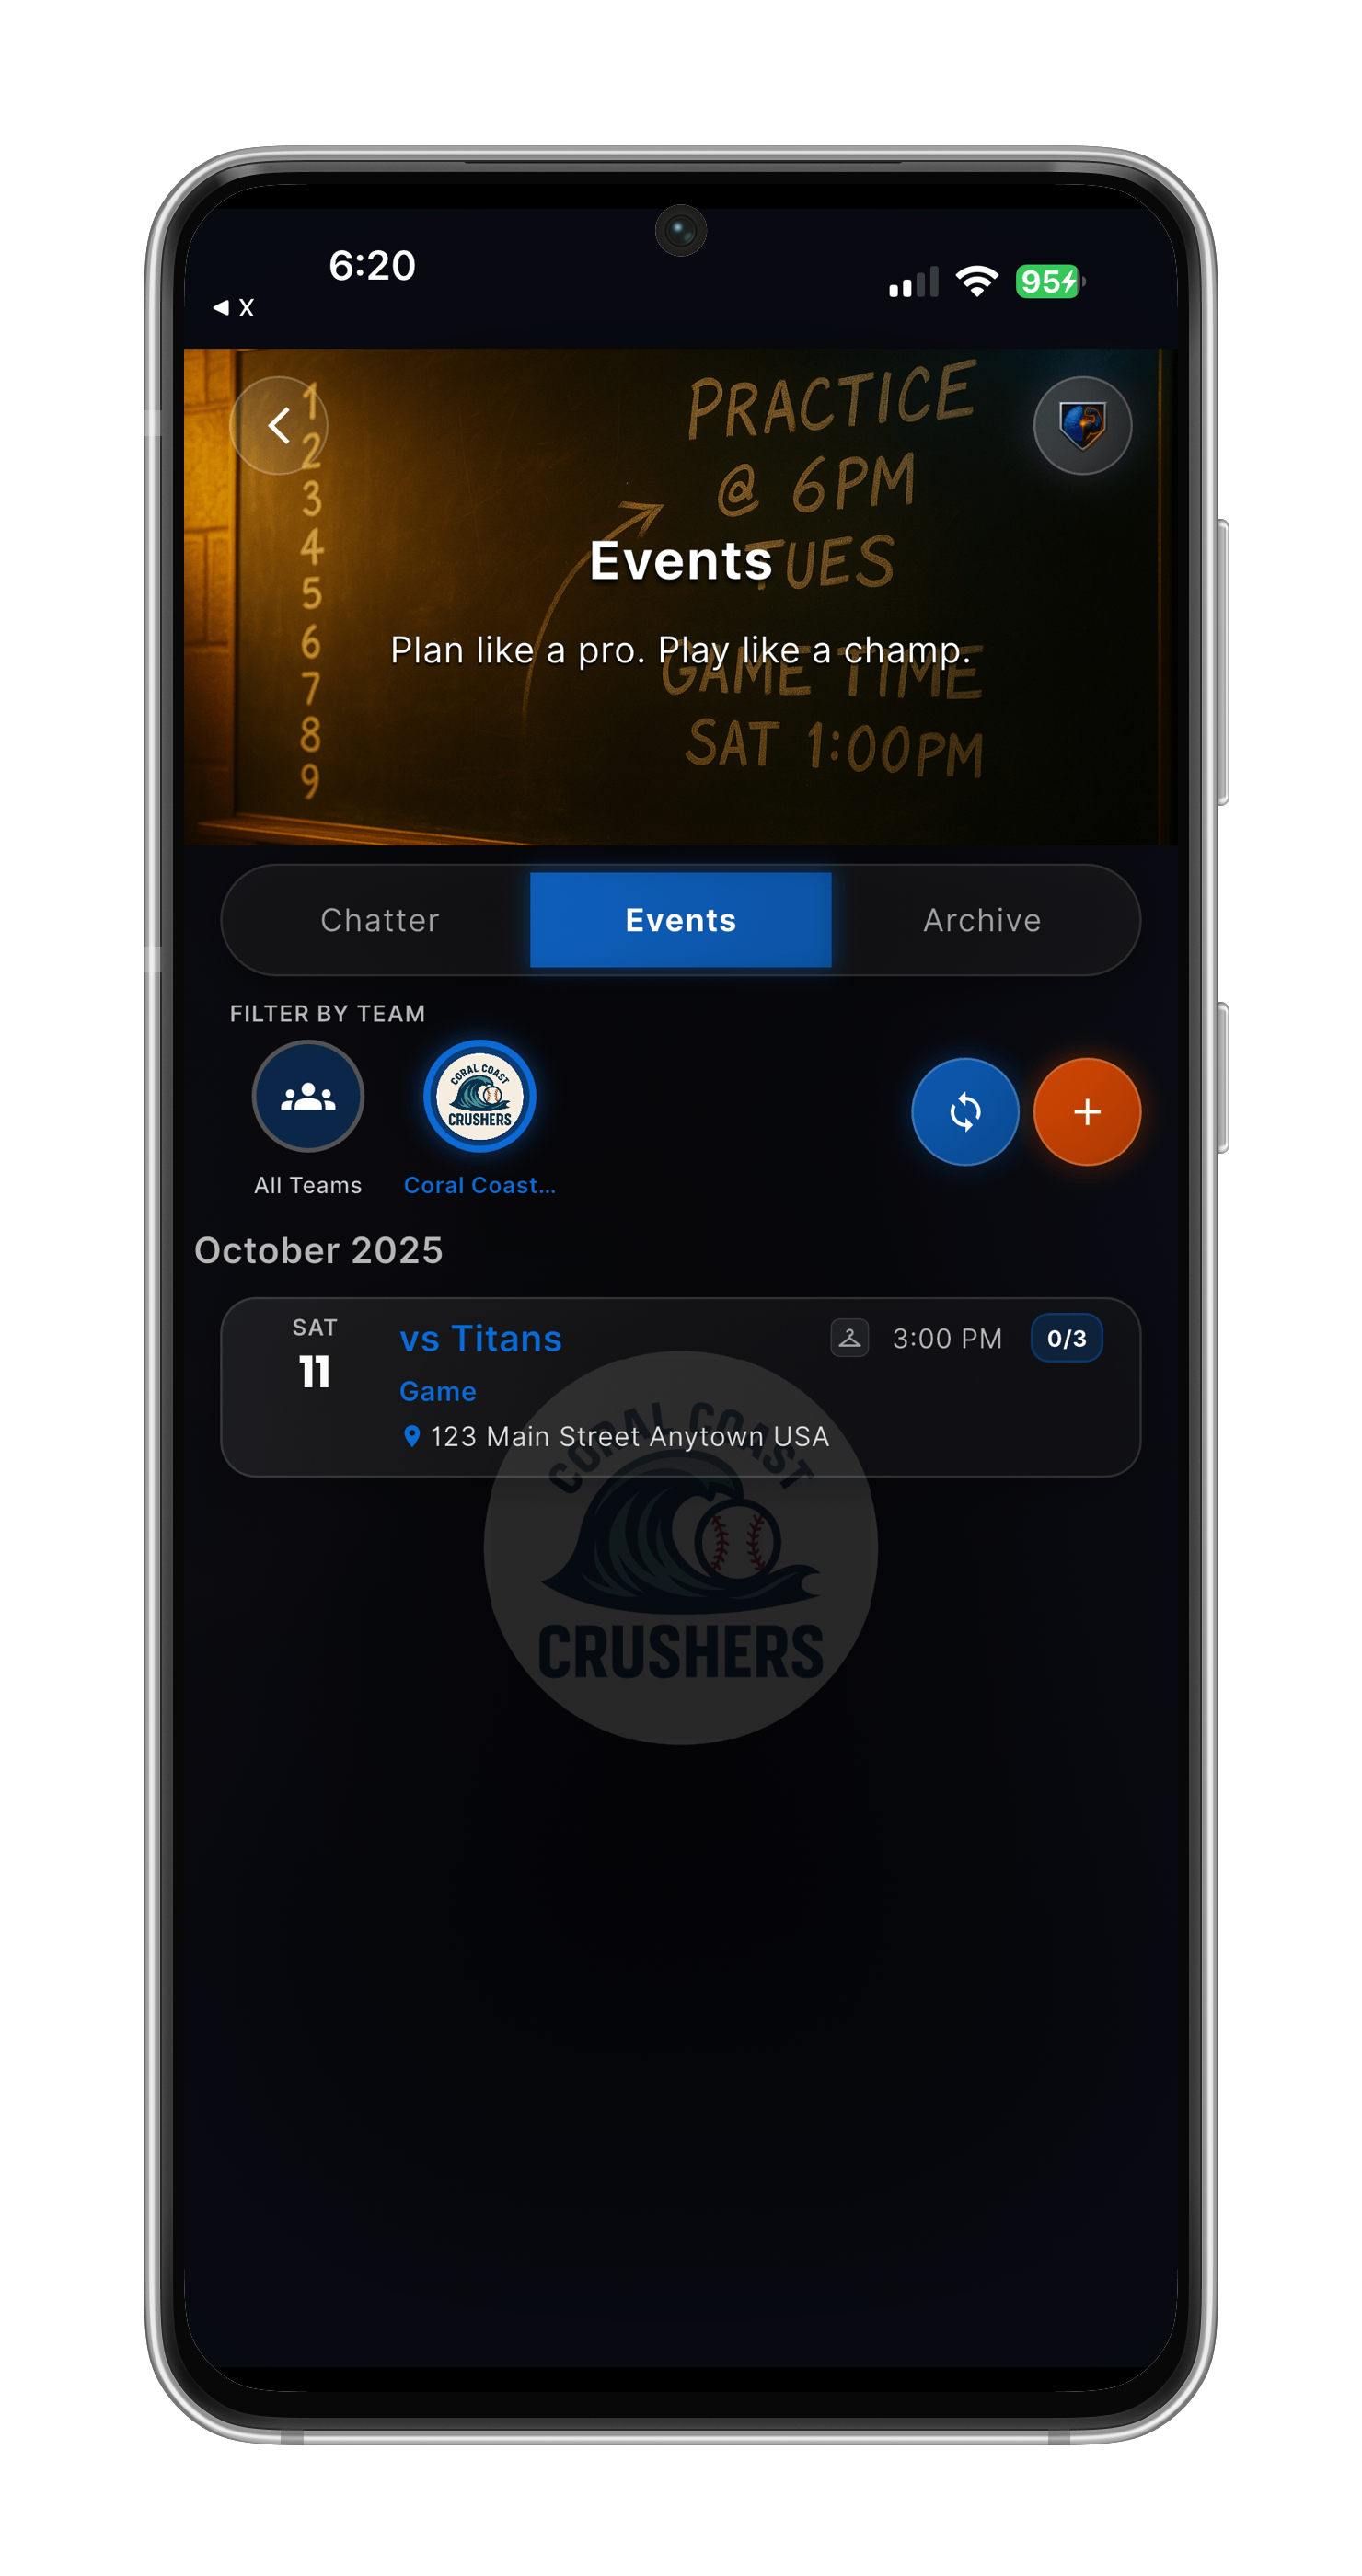 6:20
95
◀ X
1
2
3
4
5
6
7
8
9
PRACTICE
@ 6PM
TUES
GAME TIME
SAT 1:00PM
Events
Plan like a pro. Play like a champ.
Chatter
Events
Archive
FILTER BY TEAM
CORAL COAST
CRUSHERS
All Teams
Coral Coast...
October 2025
SAT
11
vs Titans
3:00 PM
0/3
Game
123 Main Street Anytown USA
CORAL COAST
CRUSHERS